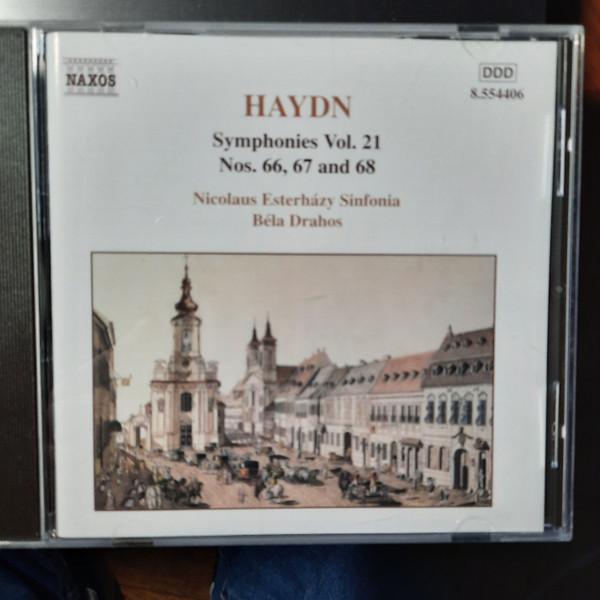 NAXOS
DDD
8.554406
HAYDN
Symphonies Vol. 21
Nos. 66, 67 and 68
Nicolaus Esterházy Sinfonia
Béla Drahos